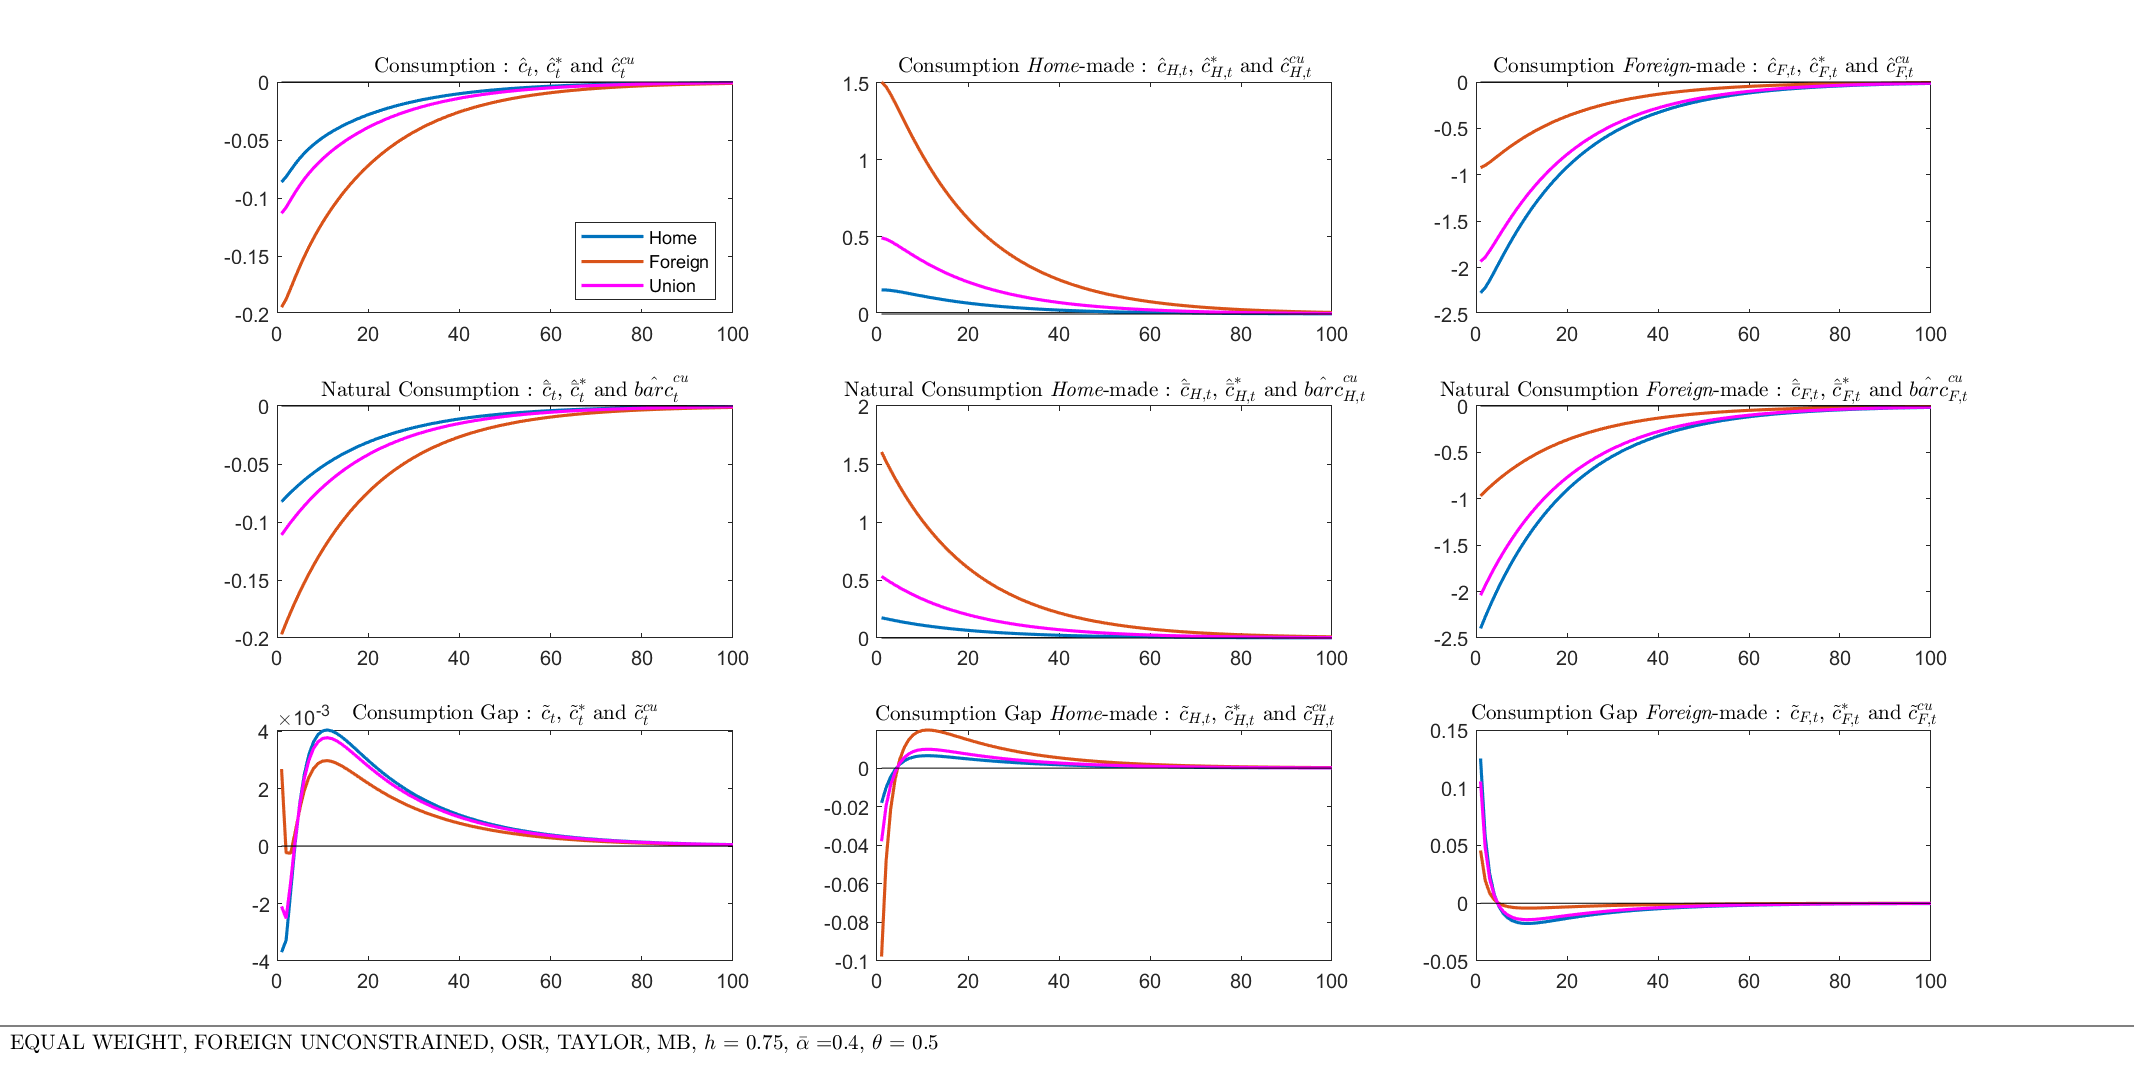 Consumption : ĉ_t, ĉ*_t and ĉ^cu_t
Consumption Home-made : ĉ_H,t, ĉ*_H,t and ĉ^cu_H,t
Consumption Foreign-made : ĉ_F,t, ĉ*_F,t and ĉ^cu_F,t
0
-0.05
-0.1
-0.15
-0.2
0 20 40 60 80 100
Home
Foreign
Union
1.5
1
0.5
0
0 20 40 60 80 100
0
-0.5
-1
-1.5
-2
-2.5
0 20 40 60 80 100
Natural Consumption : c̄̂_t, c̄̂*_t and bar̂c^cu_t
Natural Consumption Home-made : c̄̂_H,t, c̄̂*_H,t and bar̂c^cu_H,t
Natural Consumption Foreign-made : c̄̂_F,t, c̄̂*_F,t and bar̂c^cu_F,t
0
-0.05
-0.1
-0.15
-0.2
0 20 40 60 80 100
2
1.5
1
0.5
0
0 20 40 60 80 100
0
-0.5
-1
-1.5
-2
-2.5
0 20 40 60 80 100
Consumption Gap : c̃_t, c̃*_t and c̃^cu_t
Consumption Gap Home-made : c̃_H,t, c̃*_H,t and c̃^cu_H,t
Consumption Gap Foreign-made : c̃_F,t, c̃*_F,t and c̃^cu_F,t
×10^-3
4
2
0
-2
-4
0 20 40 60 80 100
0
-0.02
-0.04
-0.06
-0.08
-0.1
0 20 40 60 80 100
0.15
0.1
0.05
0
-0.05
0 20 40 60 80 100
EQUAL WEIGHT, FOREIGN UNCONSTRAINED, OSR, TAYLOR, MB, h = 0.75, ᾱ =0.4, θ = 0.5